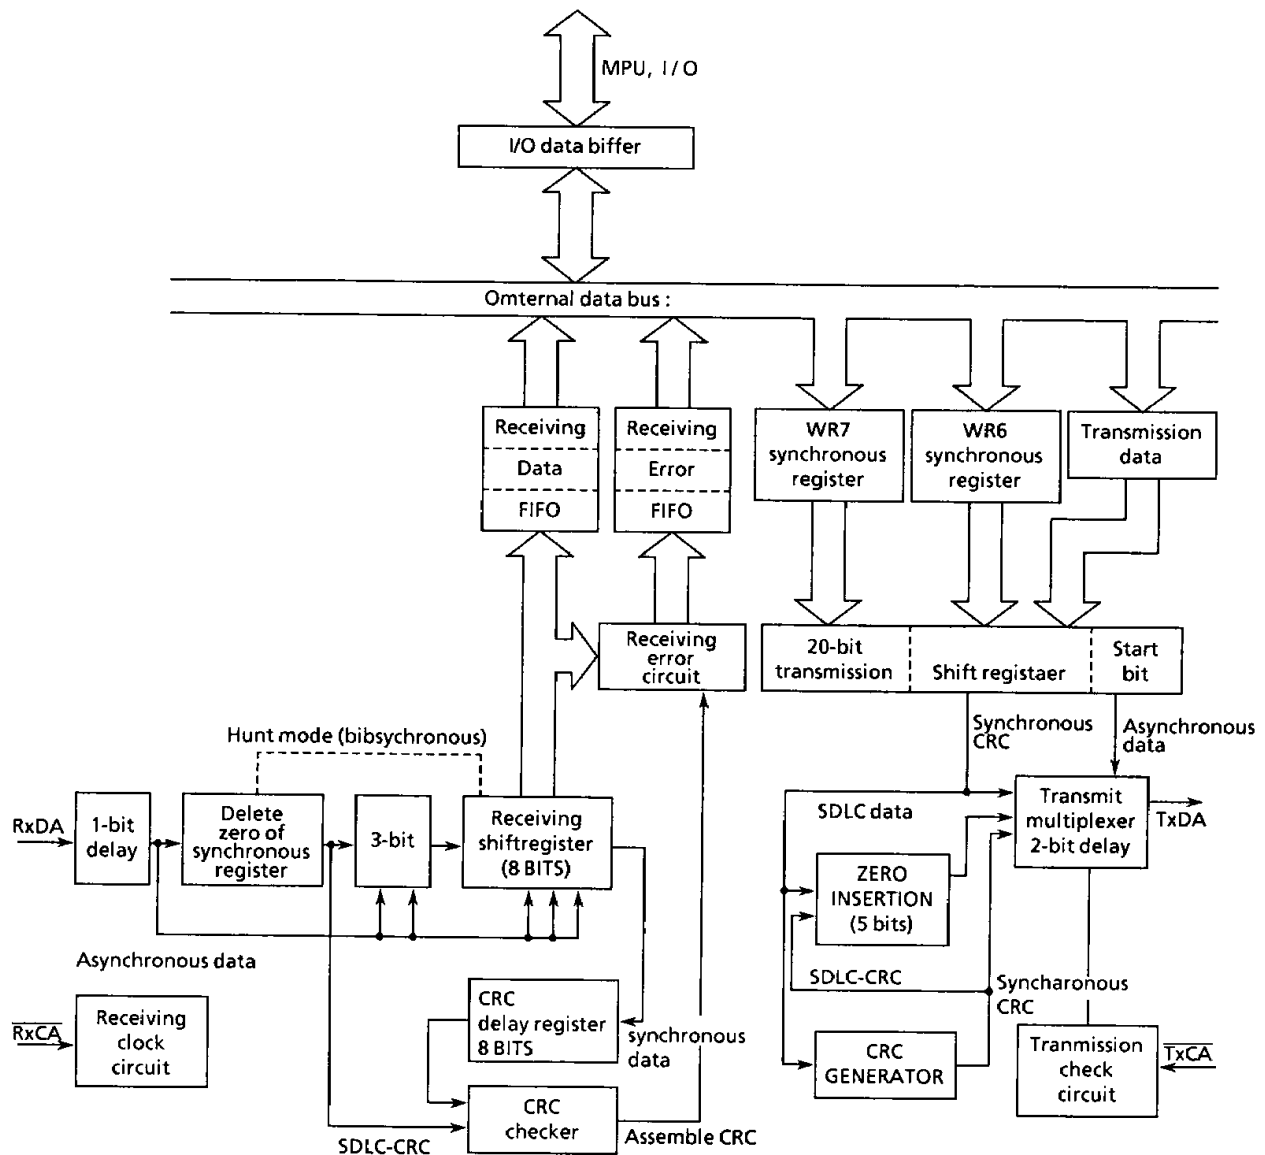 MPU, I/O
I/O data biffer
Omternal data bus :
Receiving
Data
FIFO
Receiving
Error
FIFO
WR7
synchronous
register
WR6
synchronous
register
Transmission
data
Receiving
error
circuit
20-bit
transmission
Shift registaer
Start
bit
Synchronous
CRC
Asynchronous
data
Hunt mode (bibsychronous)
RxDA
1-bit
delay
Delete
zero of
synchronous
register
3-bit
Receiving
shiftregister
(8 BITS)
SDLC data
Transmit
multiplexer
2-bit delay
TxDA
ZERO
INSERTION
(5 bits)
Asynchronous data
SDLC-CRC
Syncharonous
CRC
RxCA
Receiving
clock
circuit
CRC
delay register
8 BITS
synchronous
data
CRC
GENERATOR
Tranmission
check
circuit
TxCA
CRC
checker
SDLC-CRC
Assemble CRC